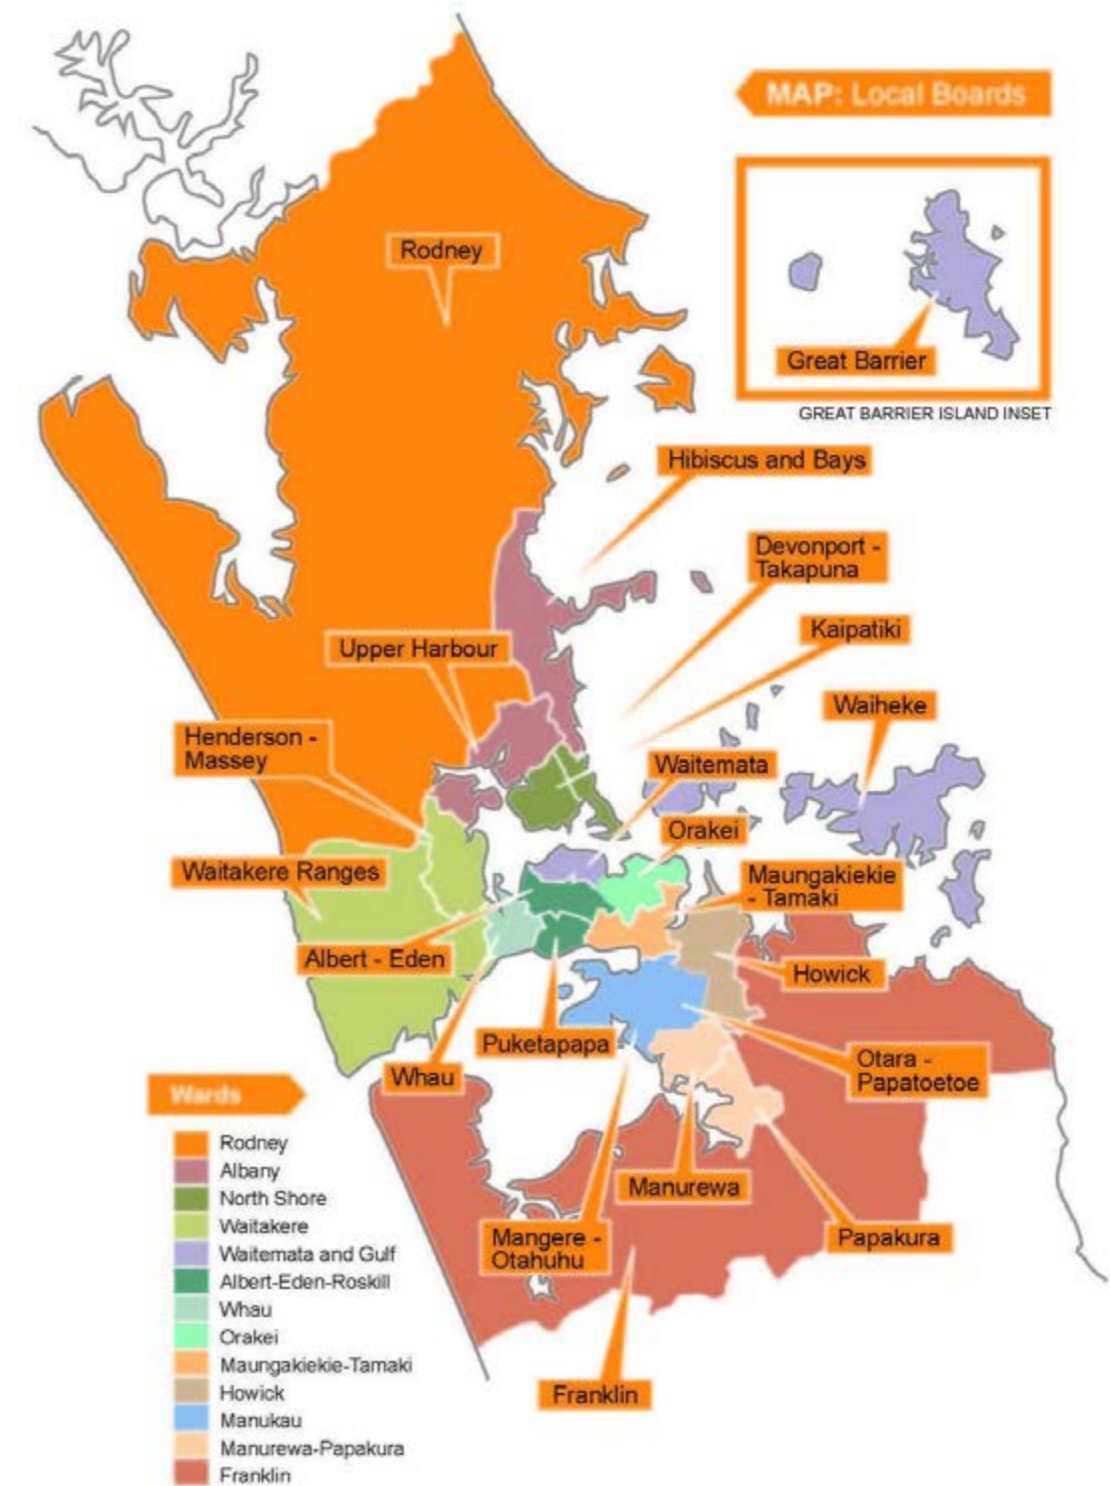 MAP: Local Boards
Rodney
Great Barrier
GREAT BARRIER ISLAND INSET
Hibiscus and Bays
Devonport -
Takapuna
Kaipatiki
Upper Harbour
Waiheke
Henderson -
Massey
Waitemata
Orakei
Waitakere Ranges
Maungakiekie
- Tamaki
Albert - Eden
Howick
Puketapapa
Whau
Otara -
Papatoetoe
Manurewa
Mangere -
Otahuhu
Papakura
Franklin
Wards
Rodney
Albany
North Shore
Waitakere
Waitemata and Gulf
Albert-Eden-Roskill
Whau
Orakei
Maungakiekie-Tamaki
Howick
Manukau
Manurewa-Papakura
Franklin